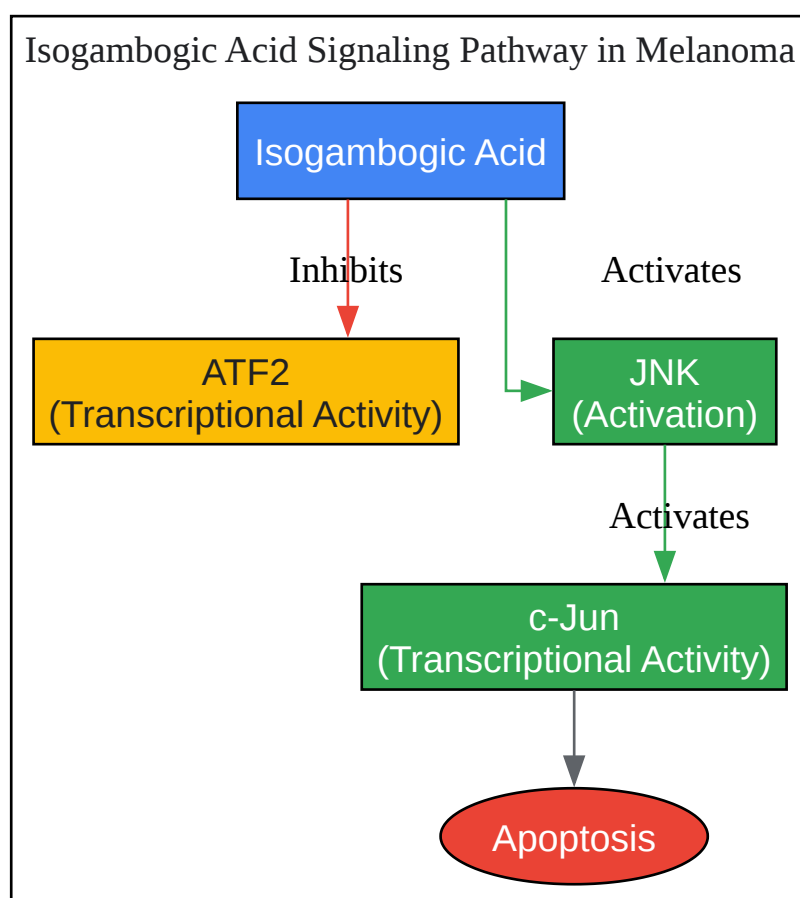 Isogambogic Acid Signaling Pathway in Melanoma
Isogambogic Acid
Inhibits
Activates
ATF2
(Transcriptional Activity)
JNK
(Activation)
Activates
c-Jun
(Transcriptional Activity)
Apoptosis